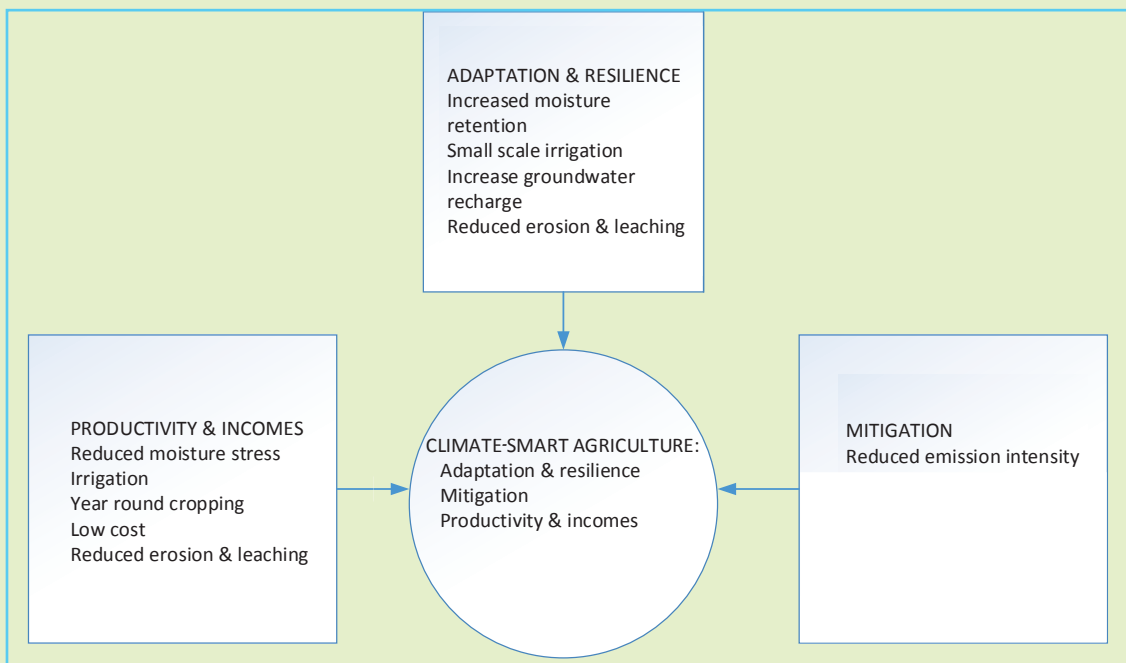 ADAPTATION & RESILIENCE
Increased moisture
retention
Small scale irrigation
Increase groundwater
recharge
Reduced erosion & leaching
PRODUCTIVITY & INCOMES
Reduced moisture stress
Irrigation
Year round cropping
Low cost
Reduced erosion & leaching
CLIMATE-SMART AGRICULTURE:
Adaptation & resilience
Mitigation
Productivity & incomes
MITIGATION
Reduced emission intensity